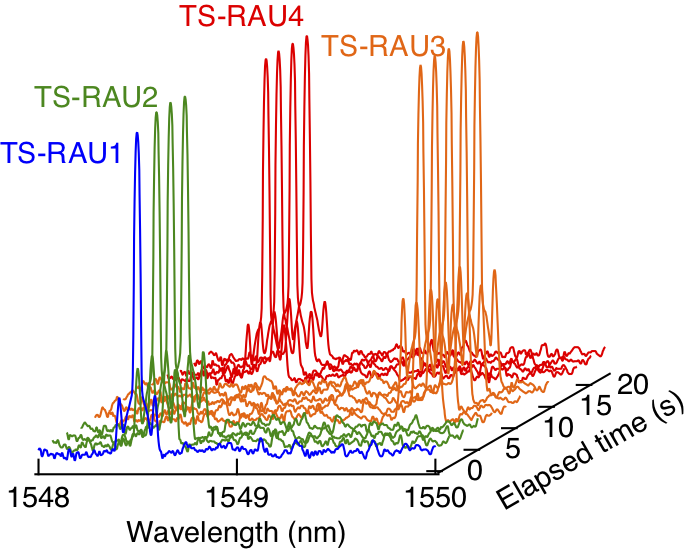 TS-RAU4
TS-RAU3
TS-RAU2
TS-RAU1
20
15
10
5
0
Elapsed time (s)
1548
1549
1550
Wavelength (nm)